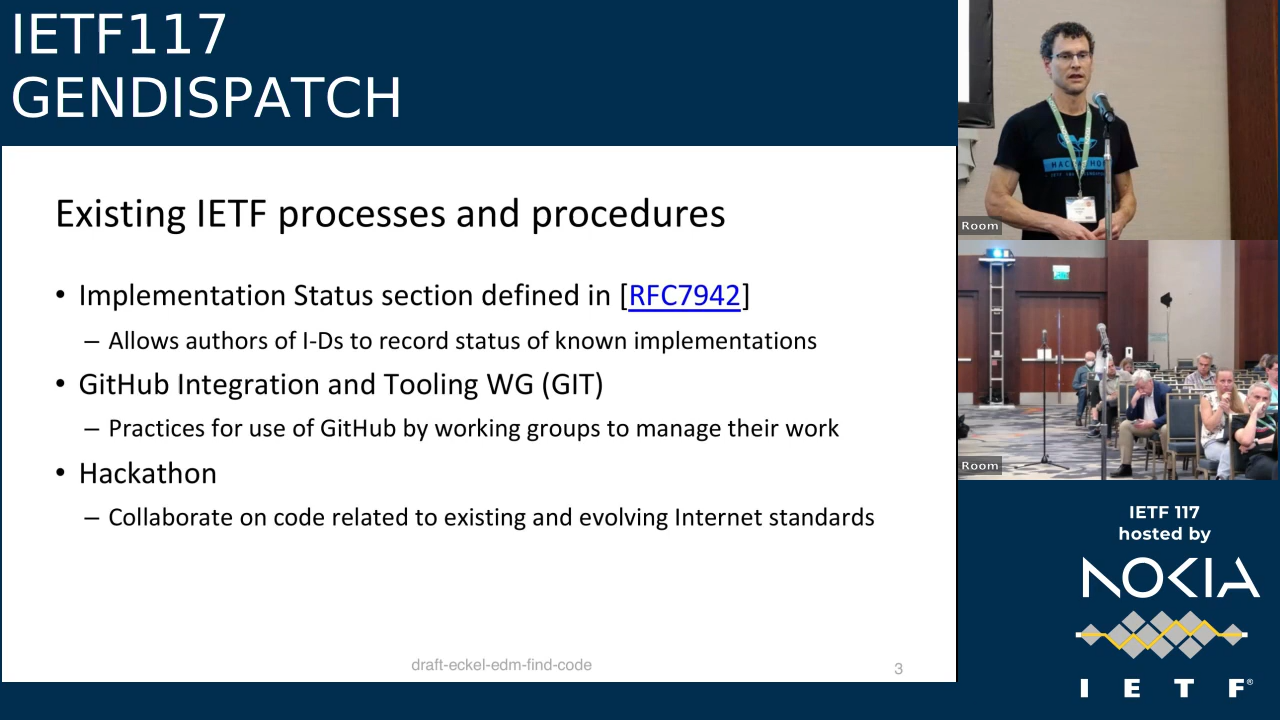 IETF117
GENDISPATCH
Existing IETF processes and procedures
• Implementation Status section defined in [RFC7942]
– Allows authors of I-Ds to record status of known implementations
• GitHub Integration and Tooling WG (GIT)
– Practices for use of GitHub by working groups to manage their work
• Hackathon
– Collaborate on code related to existing and evolving Internet standards
draft-eckel-edm-find-code
3
HACKATHON
Room
Room
IETF 117
hosted by
NOKIA
I E T F®